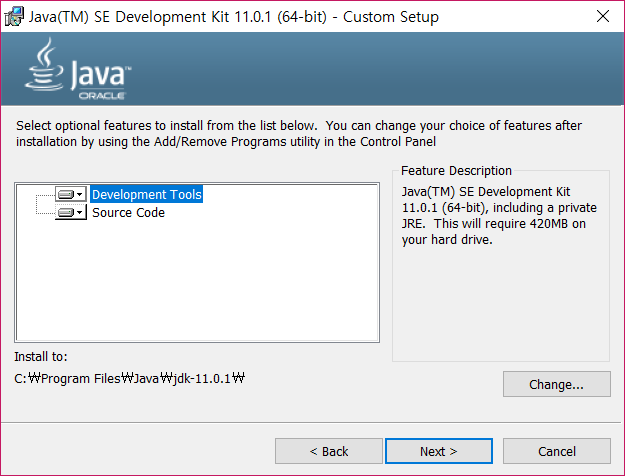 Java(TM) SE Development Kit 11.0.1 (64-bit) - Custom Setup
Java™
ORACLE
Select optional features to install from the list below.  You can change your choice of features after
installation by using the Add/Remove Programs utility in the Control Panel
Development Tools
Source Code
Feature Description
Java(TM) SE Development Kit
11.0.1 (64-bit), including a private
JRE.  This will require 420MB on
your hard drive.
Install to:
C:₩Program Files₩Java₩jdk-11.0.1₩
Change...
< Back
Next >
Cancel